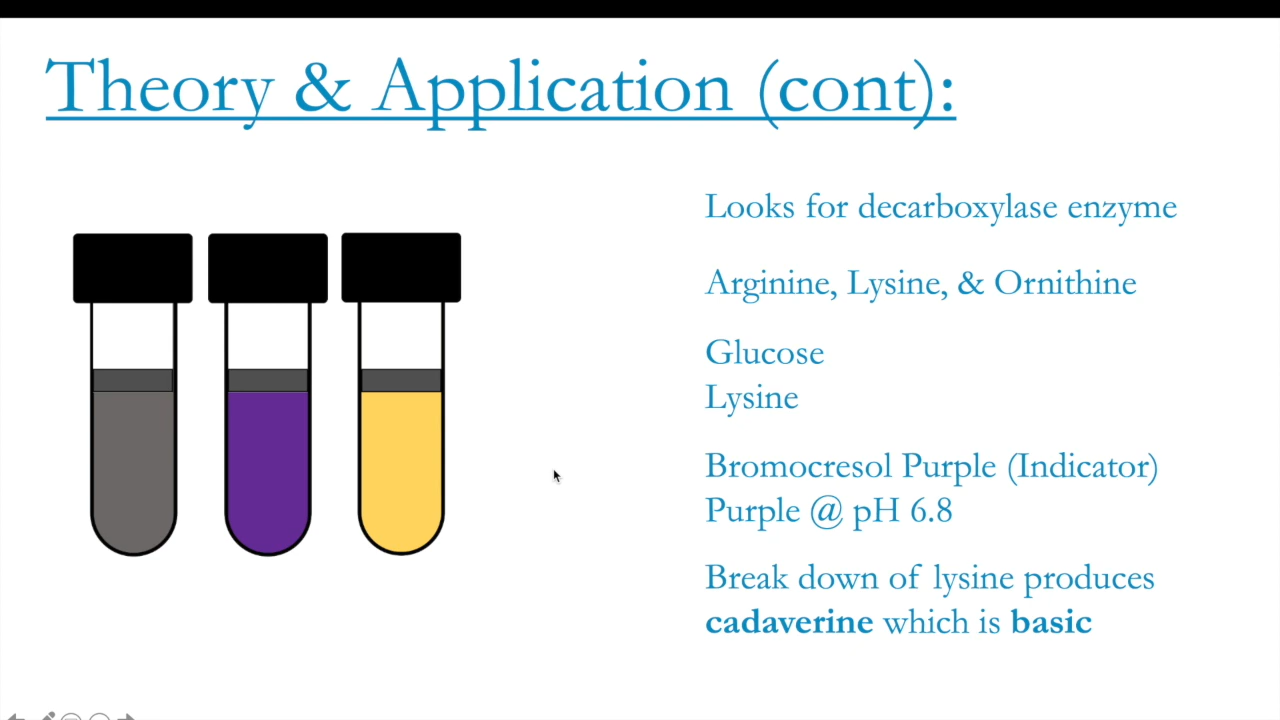 Theory & Application (cont):
Looks for decarboxylase enzyme
Arginine, Lysine, & Ornithine
Glucose
Lysine
Bromocresol Purple (Indicator)
Purple @ pH 6.8
Break down of lysine produces
cadaverine which is basic